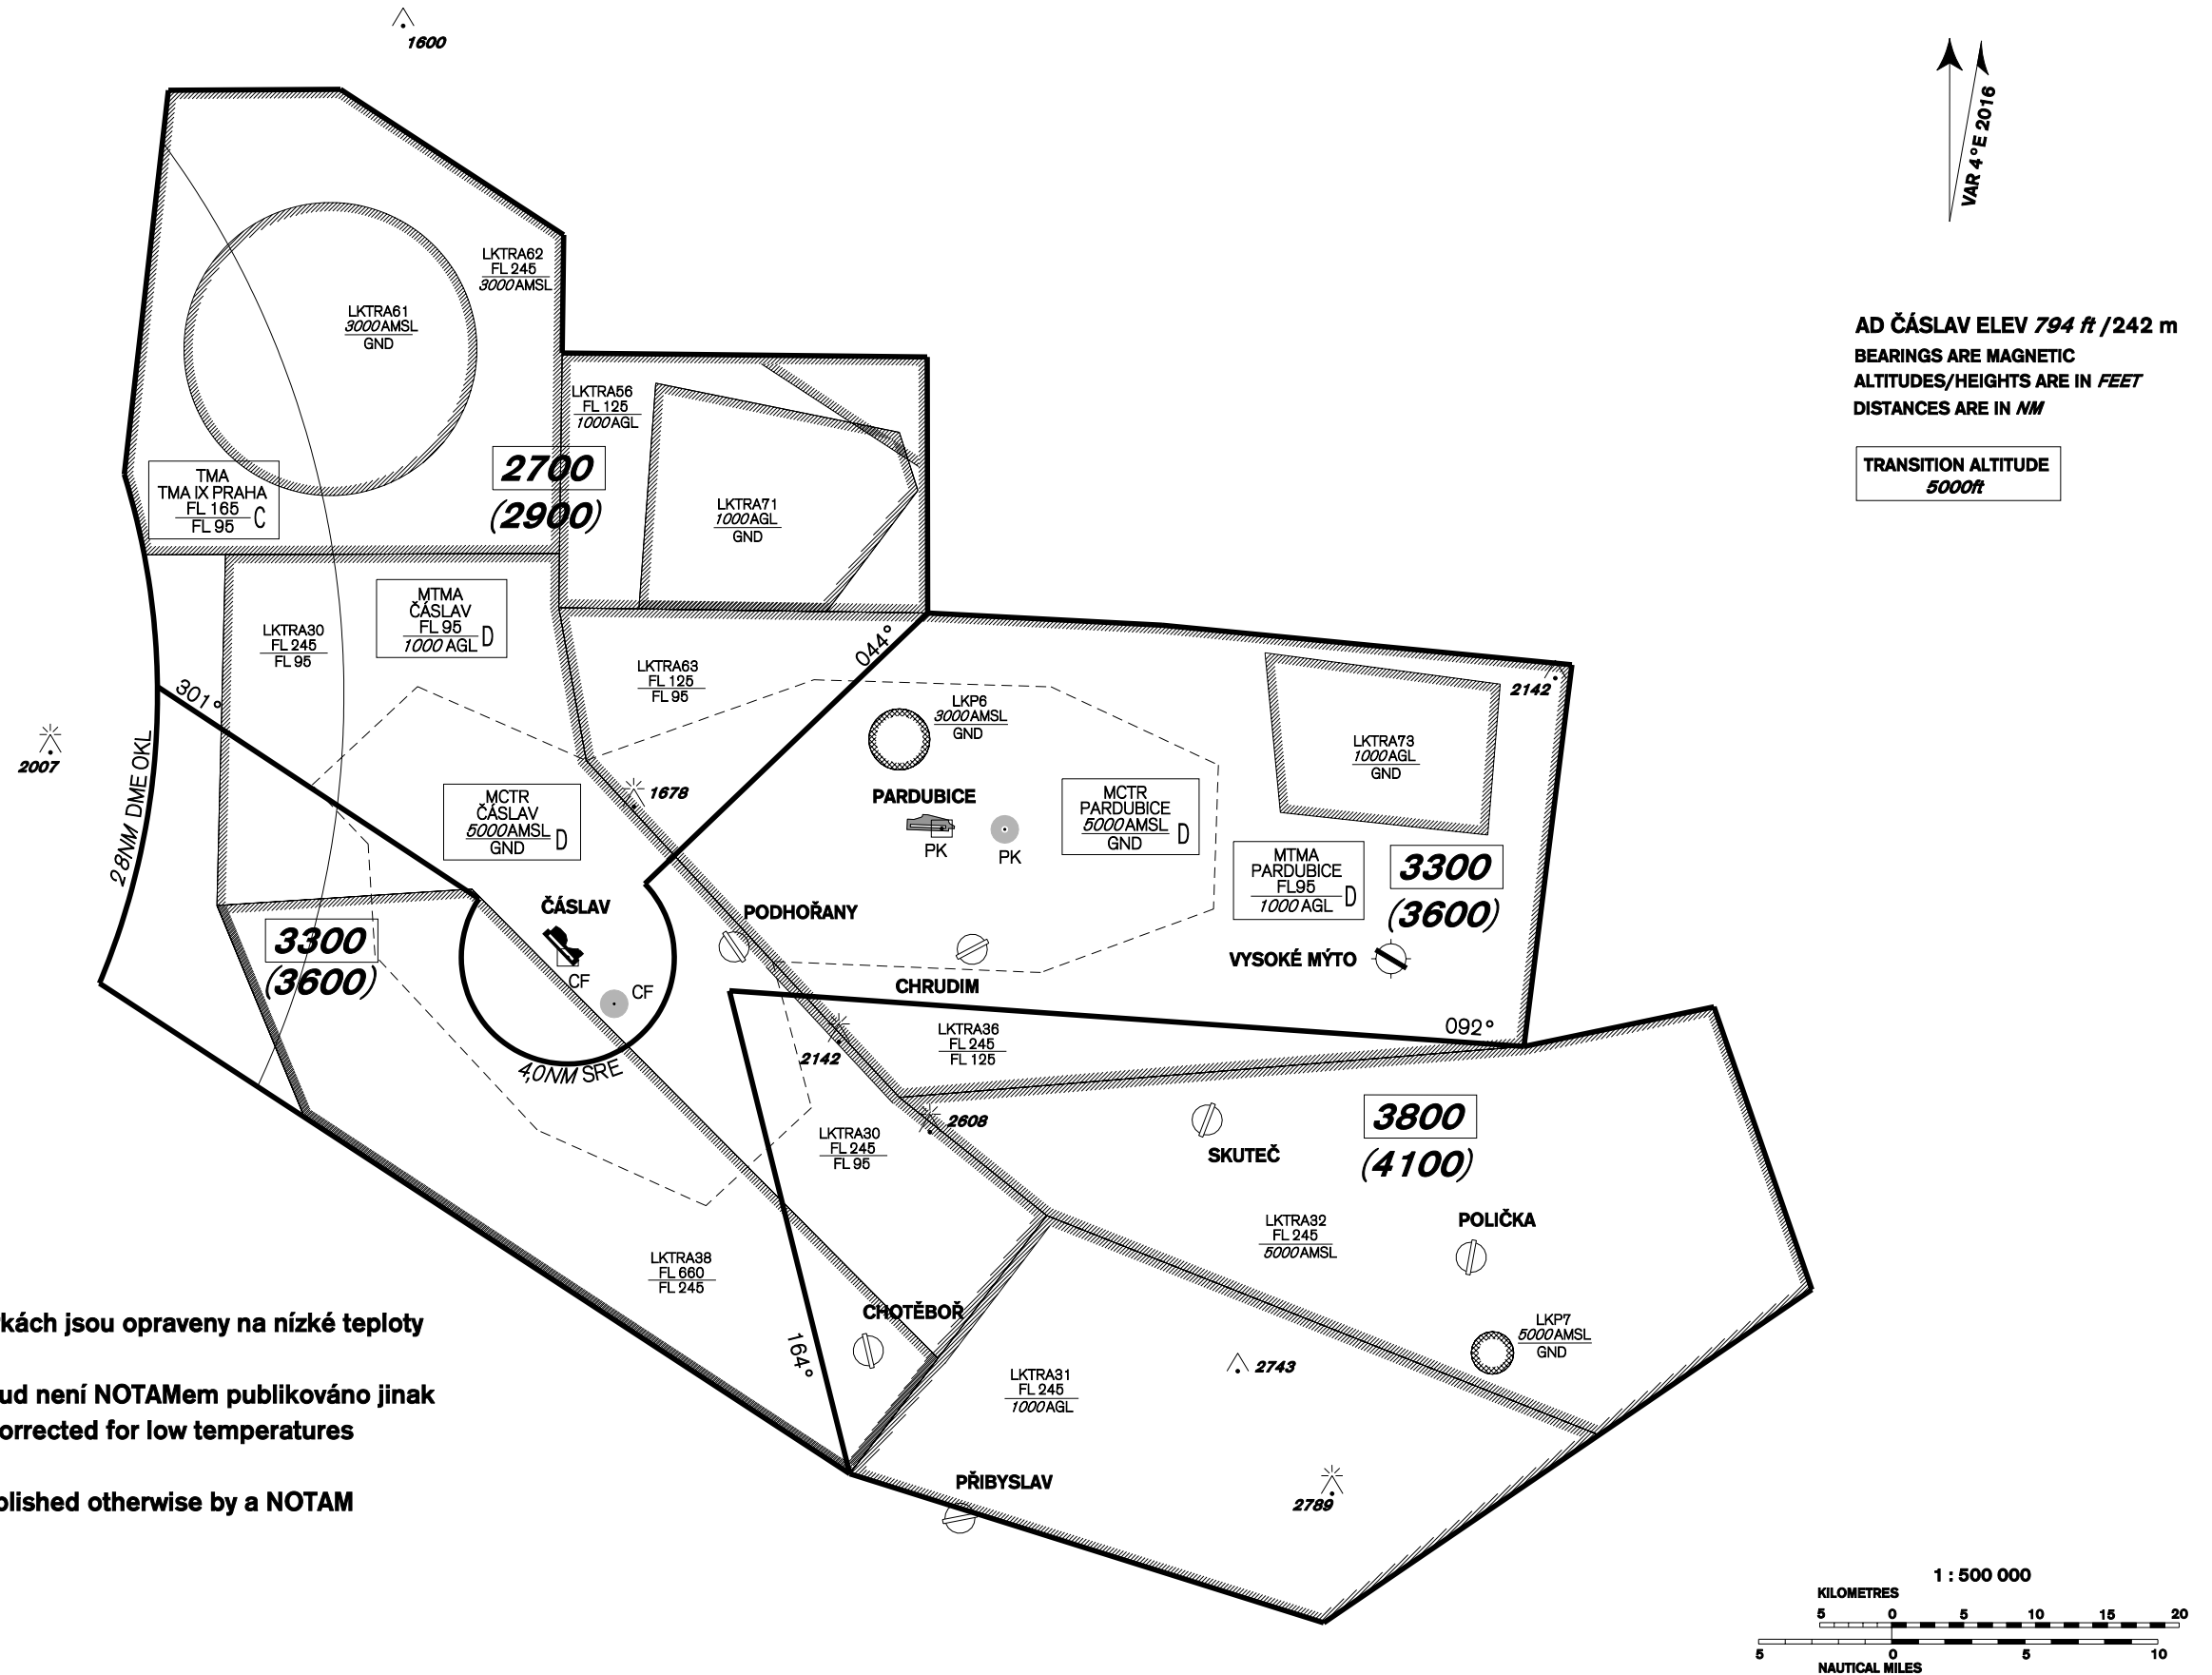 1600
VAR 4°E 2016
LKTRA62
FL 245
3000 AMSL
LKTRA61
3000 AMSL
GND
AD ČÁSLAV ELEV 794 ft /242 m
BEARINGS ARE MAGNETIC
ALTITUDES/HEIGHTS ARE IN FEET
DISTANCES ARE IN NM
TRANSITION ALTITUDE
5000ft
LKTRA56
FL 125
1000 AGL
2700
(2900)
TMA
TMA IX PRAHA
FL 165
FL 95
C
LKTRA71
1000 AGL
GND
MTMA
ČÁSLAV
FL 95
1000 AGL
D
LKTRA30
FL 245
FL 95
LKTRA63
FL 125
FL 95
044°
301°
2142
LKP6
3000 AMSL
GND
LKTRA73
1000 AGL
GND
2007
28NM DME OKL
1678
MCTR
ČÁSLAV
5000 AMSL
GND
D
PARDUBICE
PK
PK
MCTR
PARDUBICE
5000 AMSL
GND
D
MTMA
PARDUBICE
FL95
1000 AGL
D
3300
(3600)
ČÁSLAV
CF
CF
PODHOŘANY
3300
(3600)
VYSOKÉ MÝTO
CHRUDIM
092°
LKTRA36
FL 245
FL 125
2142
4,0NM SRE
2608
3800
(4100)
LKTRA30
FL 245
FL 95
SKUTEČ
LKTRA32
FL 245
5000 AMSL
POLIČKA
LKTRA38
FL 660
FL 245
CHOTĚBOŘ
164°
LKP7
5000 AMSL
GND
2743
LKTRA31
FL 245
1000 AGL
PŘIBYSLAV
2789
kách jsou opraveny na nízké teploty
ud není NOTAMem publikováno jinak
orrected for low temperatures
blished otherwise by a NOTAM
1 : 500 000
KILOMETRES
5 0 5 10 15 20
5 0 5 10
NAUTICAL MILES